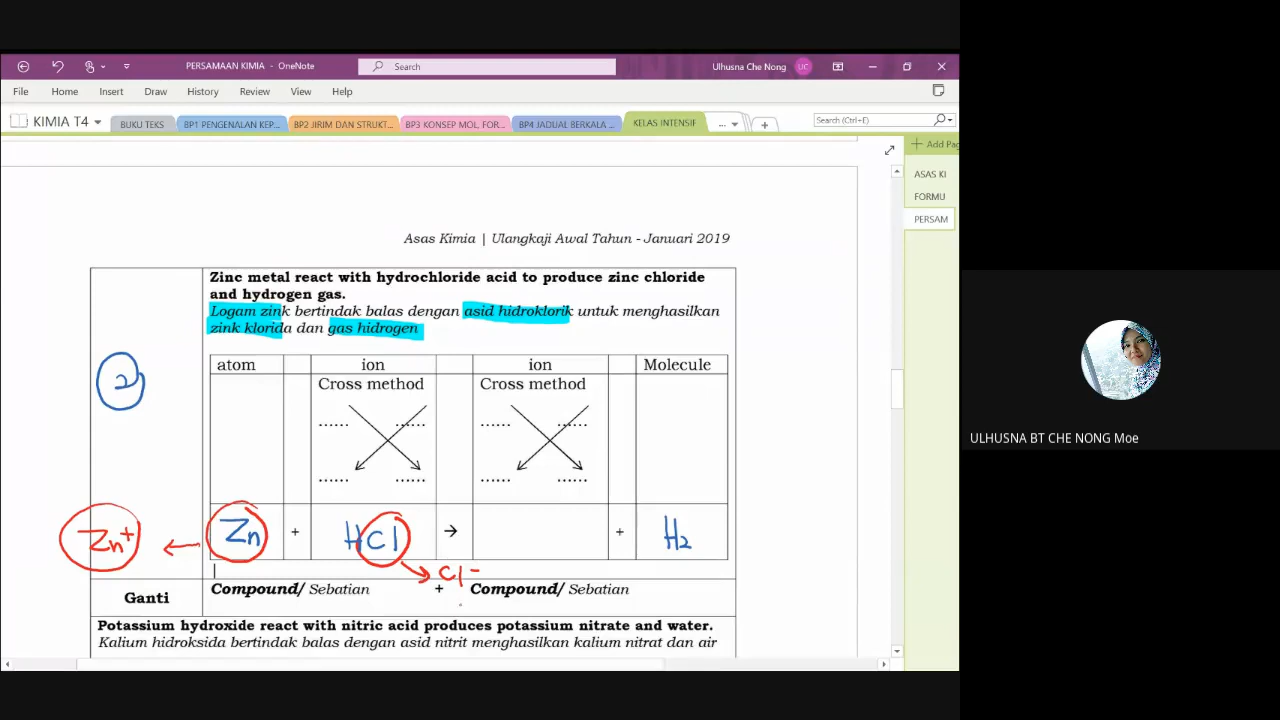 PERSAMAAN KIMIA - OneNote
Search
Ulhusna Che Nong
UC
File Home Insert Draw History Review View Help
KIMIA T4
BUKU TEKS
BP1 PENGENALAN KEP...
BP2 JIRIM DAN STRUKT...
BP3 KONSEP MOL, FOR...
BP4 JADUAL BERKALA ...
KELAS INTENSIF
...
+
Search (Ctrl+E)
+ Add Pag
ASAS KI
FORMU
PERSAM
Asas Kimia | Ulangkaji Awal Tahun - Januari 2019
Zinc metal react with hydrochloride acid to produce zinc chloride
and hydrogen gas.
Logam zink bertindak balas dengan asid hidroklorik untuk menghasilkan
zink klorida dan gas hidrogen
2
atom ion ion Molecule
Cross method Cross method
...... ...... ...... ......
...... ...... ...... ......
Zn+ ← Zn + HCl → + H2
Cl-
Ganti
Compound/ Sebatian + Compound/ Sebatian
Potassium hydroxide react with nitric acid produces potassium nitrate and water.
Kalium hidroksida bertindak balas dengan asid nitrit menghasilkan kalium nitrat dan air
ULHUSNA BT CHE NONG Moe